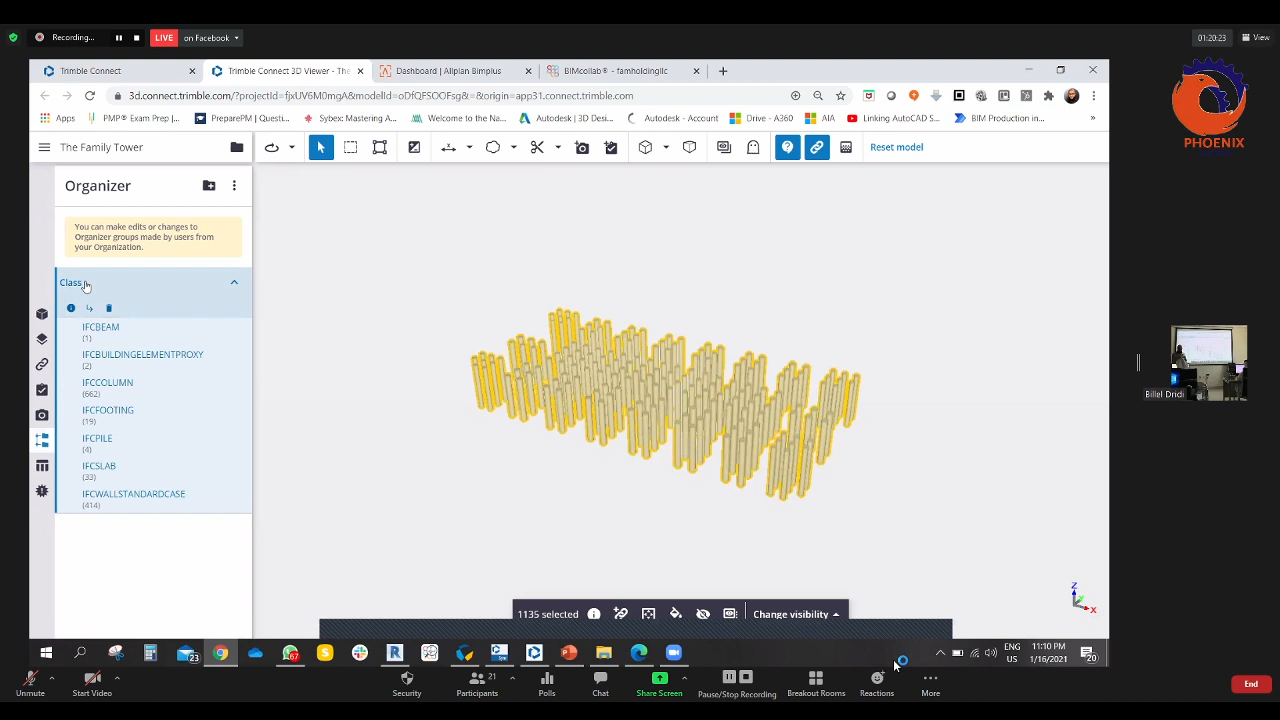 Recording...
LIVE
on Facebook
01:20:23
View
Trimble Connect
Trimble Connect 3D Viewer - The
Dashboard | Allplan Bimplus
BIMcollab® - famholdingllc
3d.connect.trimble.com/?projectId=fjxUV6M0mgA&modelId=oDfQFSOOFsg&=&origin=app31.connect.trimble.com
Apps
PMP® Exam Prep |...
PreparePM | Questi...
Sybex: Mastering A...
Welcome to the Na...
Autodesk | 3D Des...
Autodesk - Account
Drive - A360
AIA
Linking AutoCAD S...
BIM Production in...
PHOENIX
The Family Tower
Reset model
Organizer
You can make edits or changes to
Organizer groups made by users from
your Organization.
Class
IFCBEAM
(1)
IFCBUILDINGELEMENTPROXY
(2)
IFCCOLUMN
(662)
IFCFOOTING
(19)
IFCPILE
(4)
IFCSLAB
(33)
IFCWALLSTANDARDCASE
(414)
Billel Dridi
Z
X
1135 selected
Change visibility
23
67
ENG
US
11:10 PM
1/16/2021
20
Unmute
Start Video
Security
Participants
21
Polls
Chat
Share Screen
Pause/Stop Recording
Breakout Rooms
Reactions
More
End